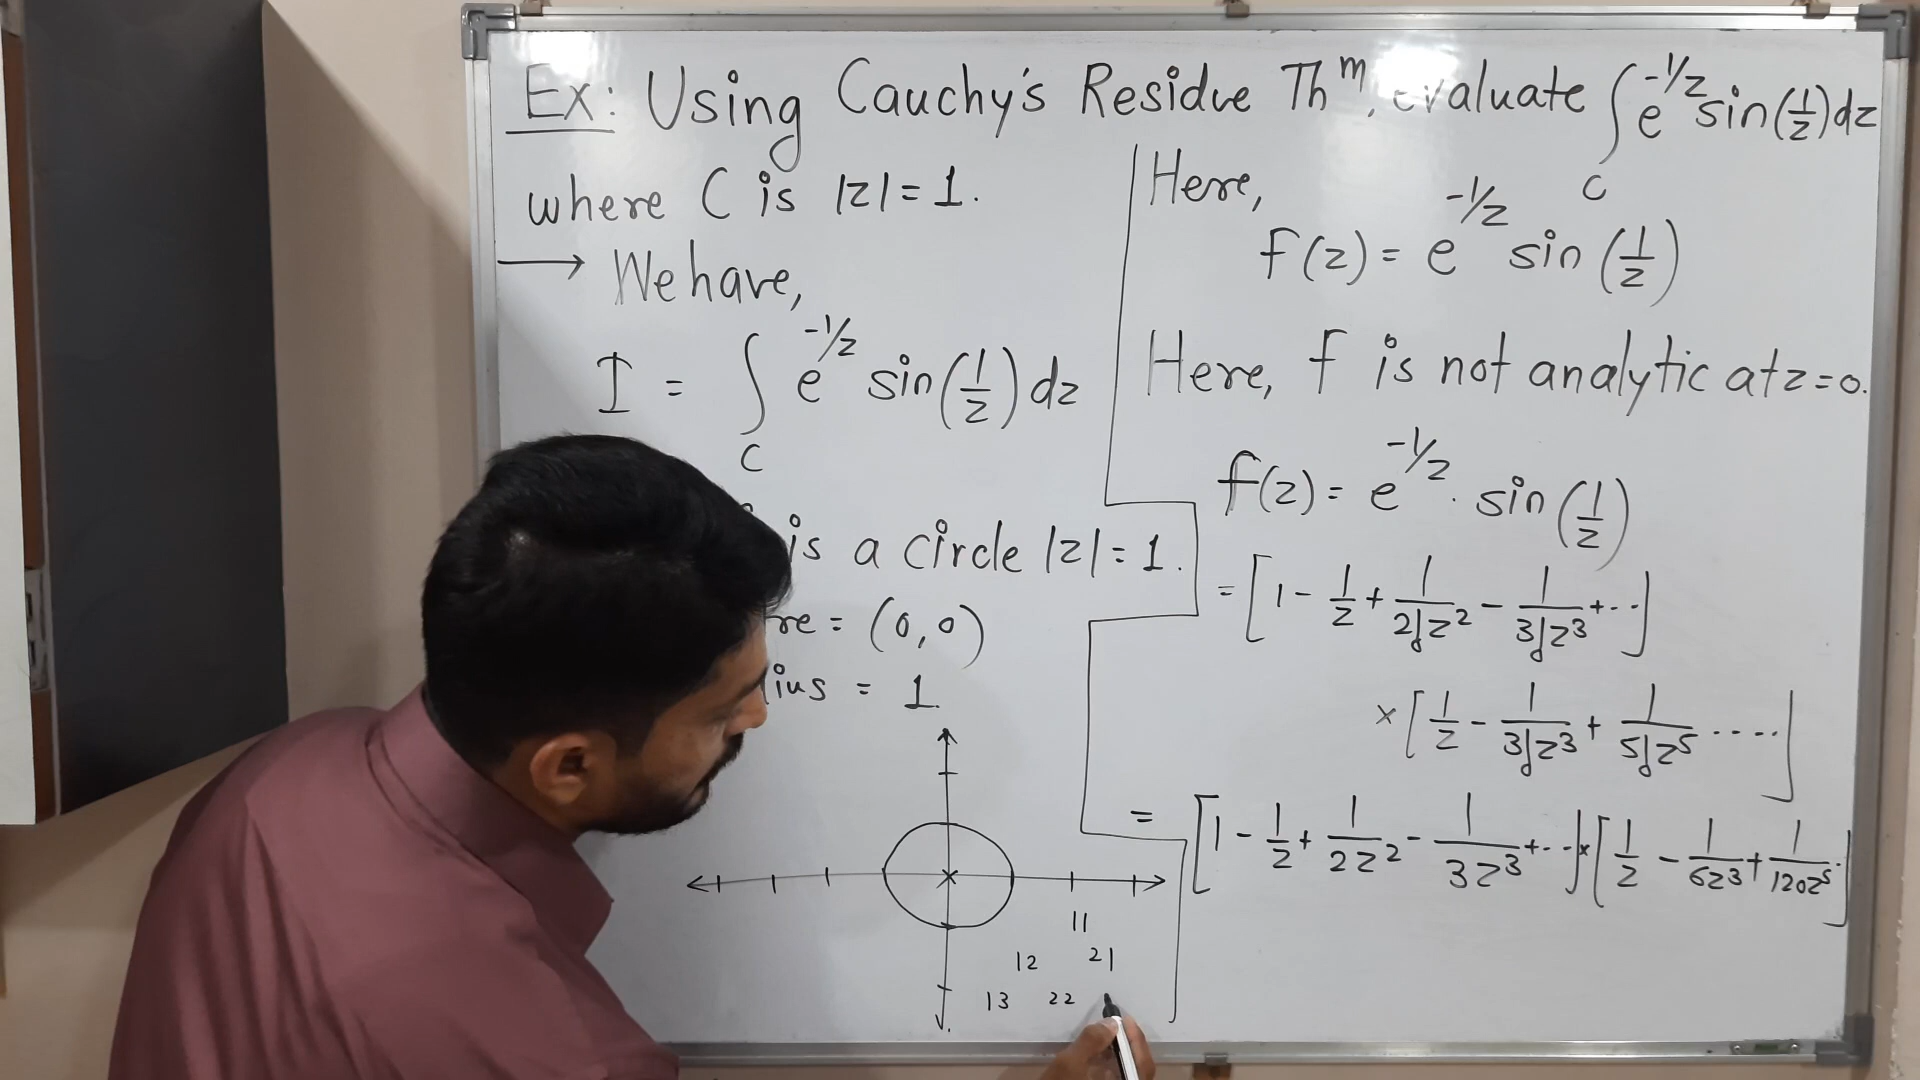 Ex: Using Cauchy's Residue Thᵐ, evaluate ∫_C e^{-1/z} sin(1/z) dz
where C is |z| = 1.
→ We have,
I = ∫_C e^{-1/z} sin(1/z) dz
is a circle |z| = 1.
re = (0,0)
ius = 1.
11
12 21
13 22
Here,
f(z) = e^{-1/z} sin(1/z)
Here, f is not analytic at z = 0.
f(z) = e^{-1/z} . sin(1/z)
= [1 - 1/z + 1/(2!z²) - 1/(3!z³) + ...]
× [1/z - 1/(3!z³) + 1/(5!z⁵) .....]
= [1 - 1/z + 1/(2z²) - 1/(3z³) + ...] × [1/z - 1/(6z³) + 1/(120z⁵) ..]